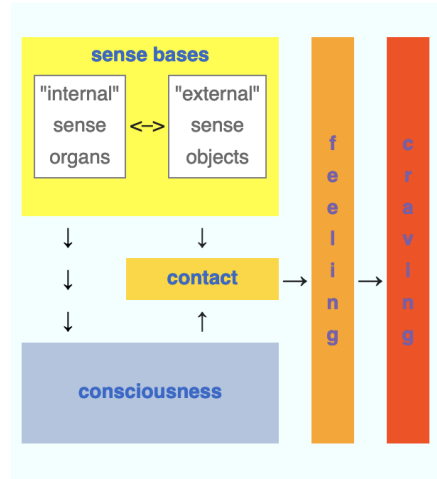 sense bases
"internal"
sense
organs
<->
"external"
sense
objects
↓
↓
↓
↓
contact
→
↑
consciousness
feeling
→
craving